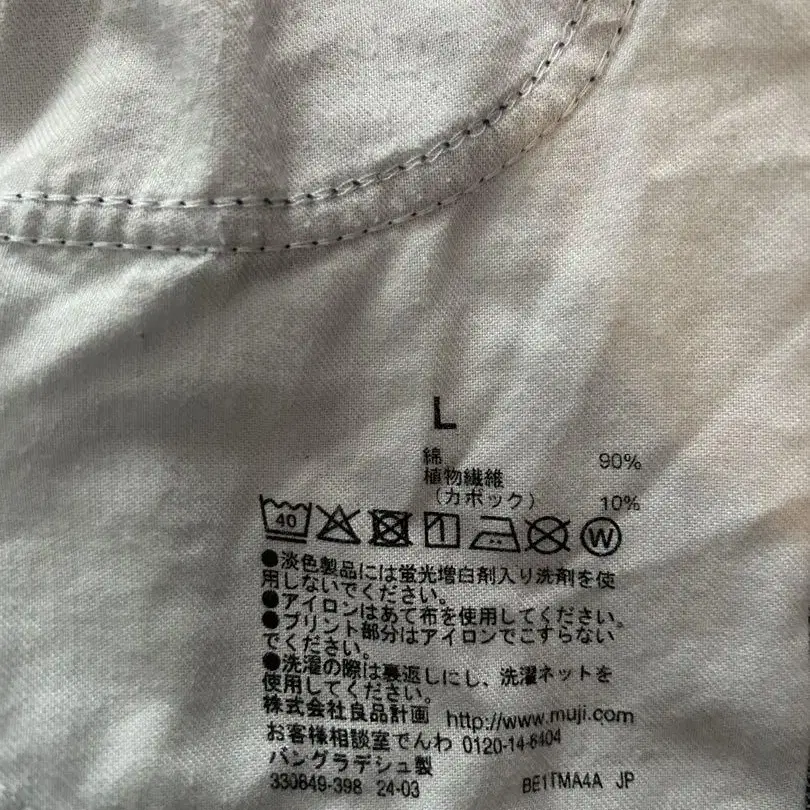 L
綿 90%
植物繊維
（カポック） 10%
40
W
●淡色製品には蛍光増白剤入り洗剤を使
用しないでください。
●アイロンはあて布を使用してください。
●プリント部分はアイロンでこすらない
でください。
●洗濯の際は裏返しにし、洗濯ネットを
使用してください。
株式会社良品計画 http://www.muji.com
お客様相談室でんわ 0120-14-6404
バングラデシュ製
330849-398 24-03 BE1TMA4A JP